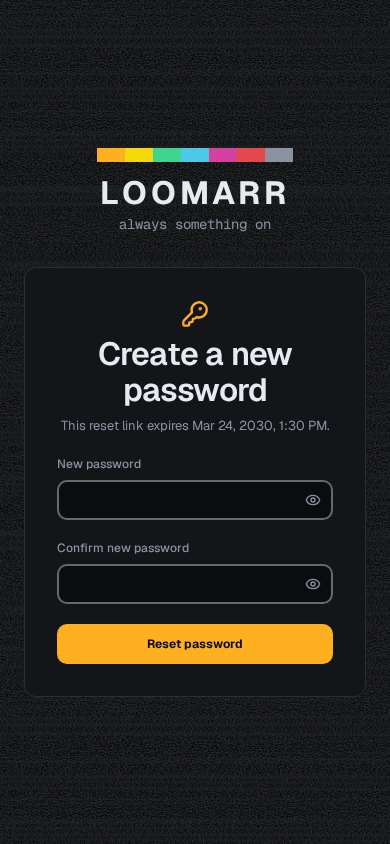 LOOMARR
always something on
Create a new
password
This reset link expires Mar 24, 2030, 1:30 PM.
New password
Confirm new password
Reset password